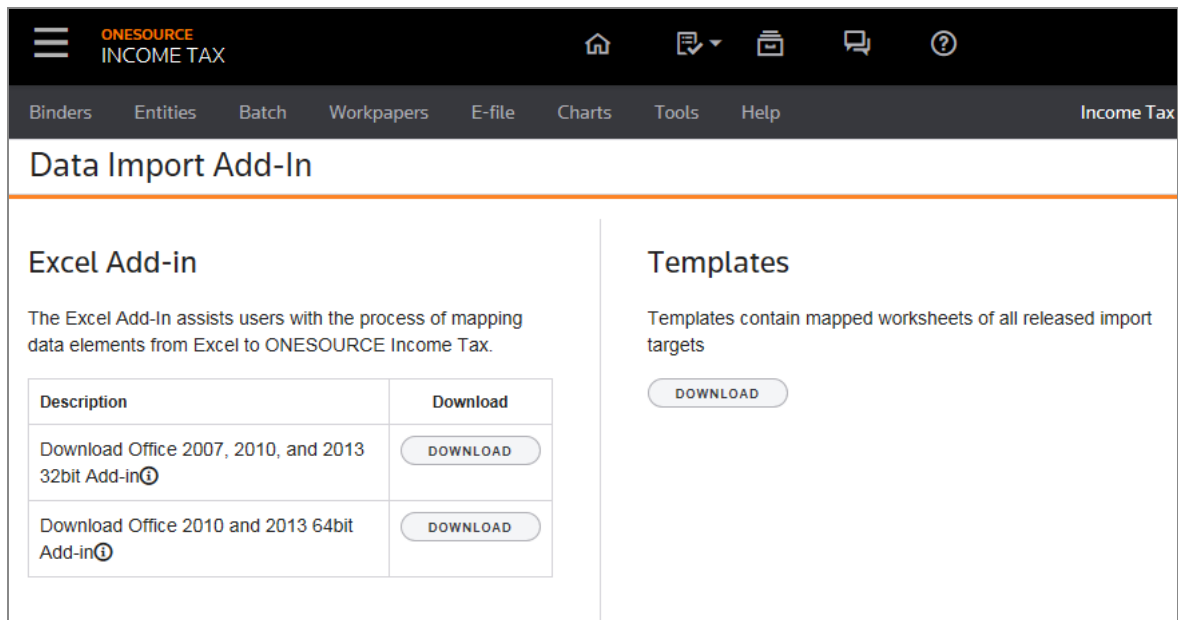 ONESOURCE
INCOME TAX
Binders Entities Batch Workpapers E-file Charts Tools Help Income Tax
Data Import Add-In
Excel Add-in
The Excel Add-In assists users with the process of mapping
data elements from Excel to ONESOURCE Income Tax.
Description Download
Download Office 2007, 2010, and 2013
32bit Add-in
DOWNLOAD
Download Office 2010 and 2013 64bit
Add-in
DOWNLOAD
Templates
Templates contain mapped worksheets of all released import
targets
DOWNLOAD